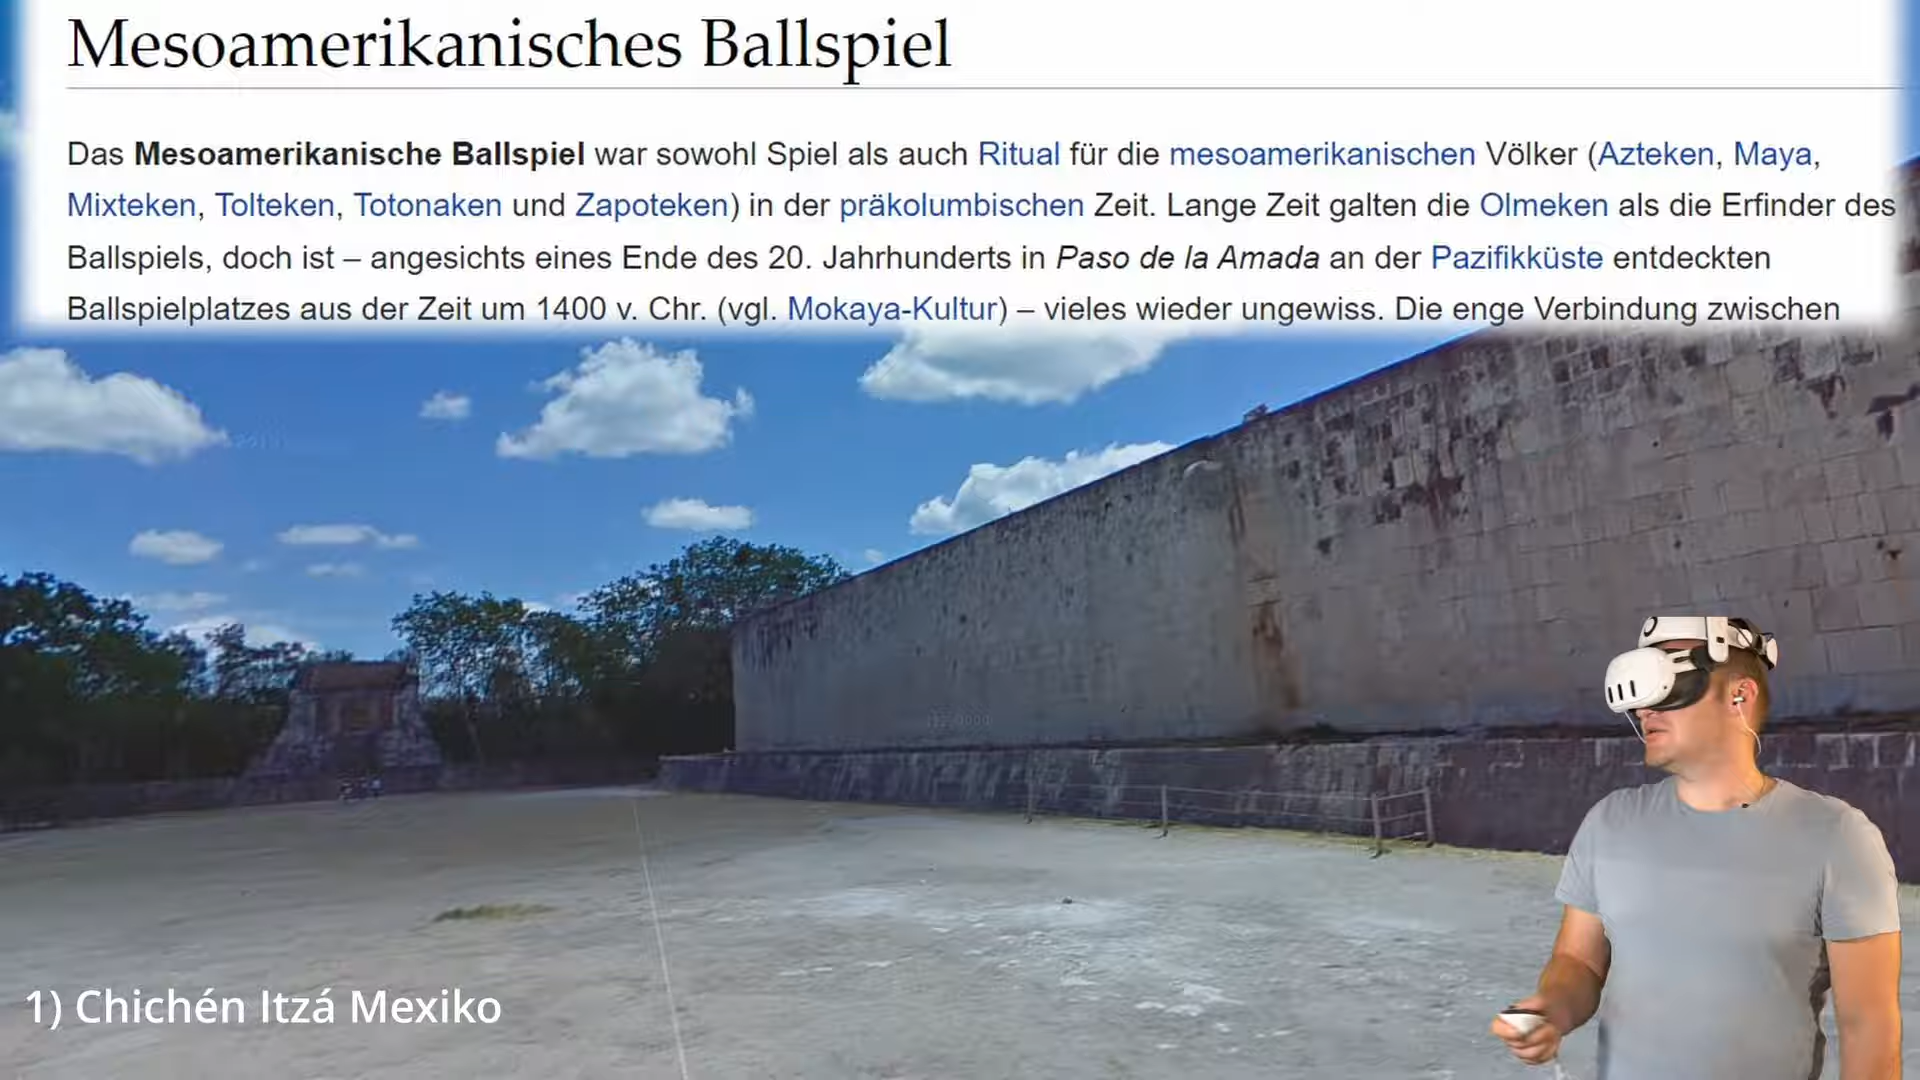 Mesoamerikanisches Ballspiel
Das Mesoamerikanische Ballspiel war sowohl Spiel als auch Ritual für die mesoamerikanischen Völker (Azteken, Maya,
Mixteken, Tolteken, Totonaken und Zapoteken) in der präkolumbischen Zeit. Lange Zeit galten die Olmeken als die Erfinder des
Ballspiels, doch ist – angesichts eines Ende des 20. Jahrhunderts in Paso de la Amada an der Pazifikküste entdeckten
Ballspielplatzes aus der Zeit um 1400 v. Chr. (vgl. Mokaya-Kultur) – vieles wieder ungewiss. Die enge Verbindung zwischen
1) Chichén Itzá Mexiko